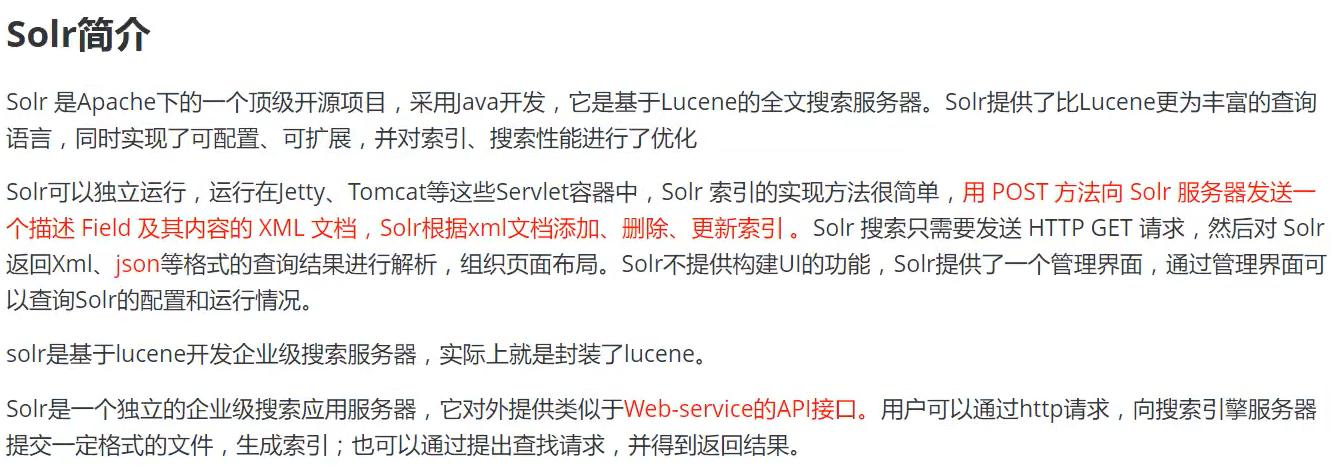 Solr简介
Solr 是Apache下的一个顶级开源项目，采用Java开发，它是基于Lucene的全文搜索服务器。Solr提供了比Lucene更为丰富的查询
语言，同时实现了可配置、可扩展，并对索引、搜索性能进行了优化
Solr可以独立运行，运行在Jetty、Tomcat等这些Servlet容器中，Solr 索引的实现方法很简单，用 POST 方法向 Solr 服务器发送一
个描述 Field 及其内容的 XML 文档，Solr根据xml文档添加、删除、更新索引 。Solr 搜索只需要发送 HTTP GET 请求，然后对 Solr
返回Xml、json等格式的查询结果进行解析，组织页面布局。Solr不提供构建UI的功能，Solr提供了一个管理界面，通过管理界面可
以查询Solr的配置和运行情况。
solr是基于lucene开发企业级搜索服务器，实际上就是封装了lucene。
Solr是一个独立的企业级搜索应用服务器，它对外提供类似于Web-service的API接口。用户可以通过http请求，向搜索引擎服务器
提交一定格式的文件，生成索引；也可以通过提出查找请求，并得到返回结果。